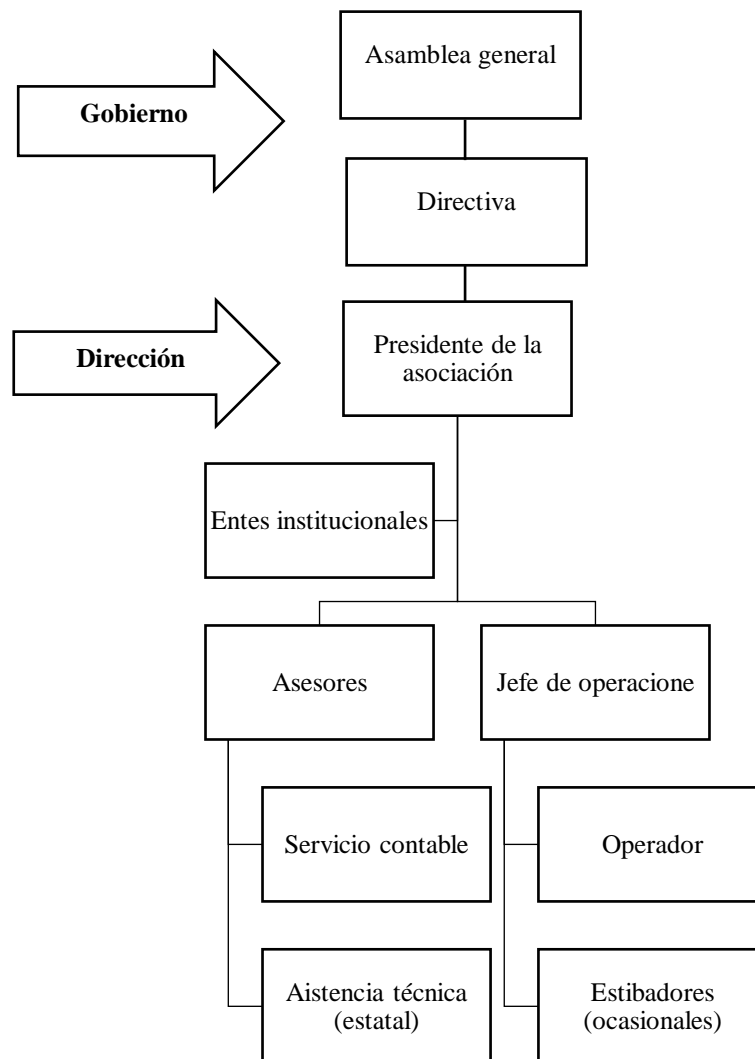 Asamblea general
Gobierno
Directiva
Presidente de la
asociación
Dirección
Entes institucionales
Asesores
Jefe de operacione
Servicio contable
Operador
Aistencia técnica
(estatal)
Estibadores
(ocasionales)